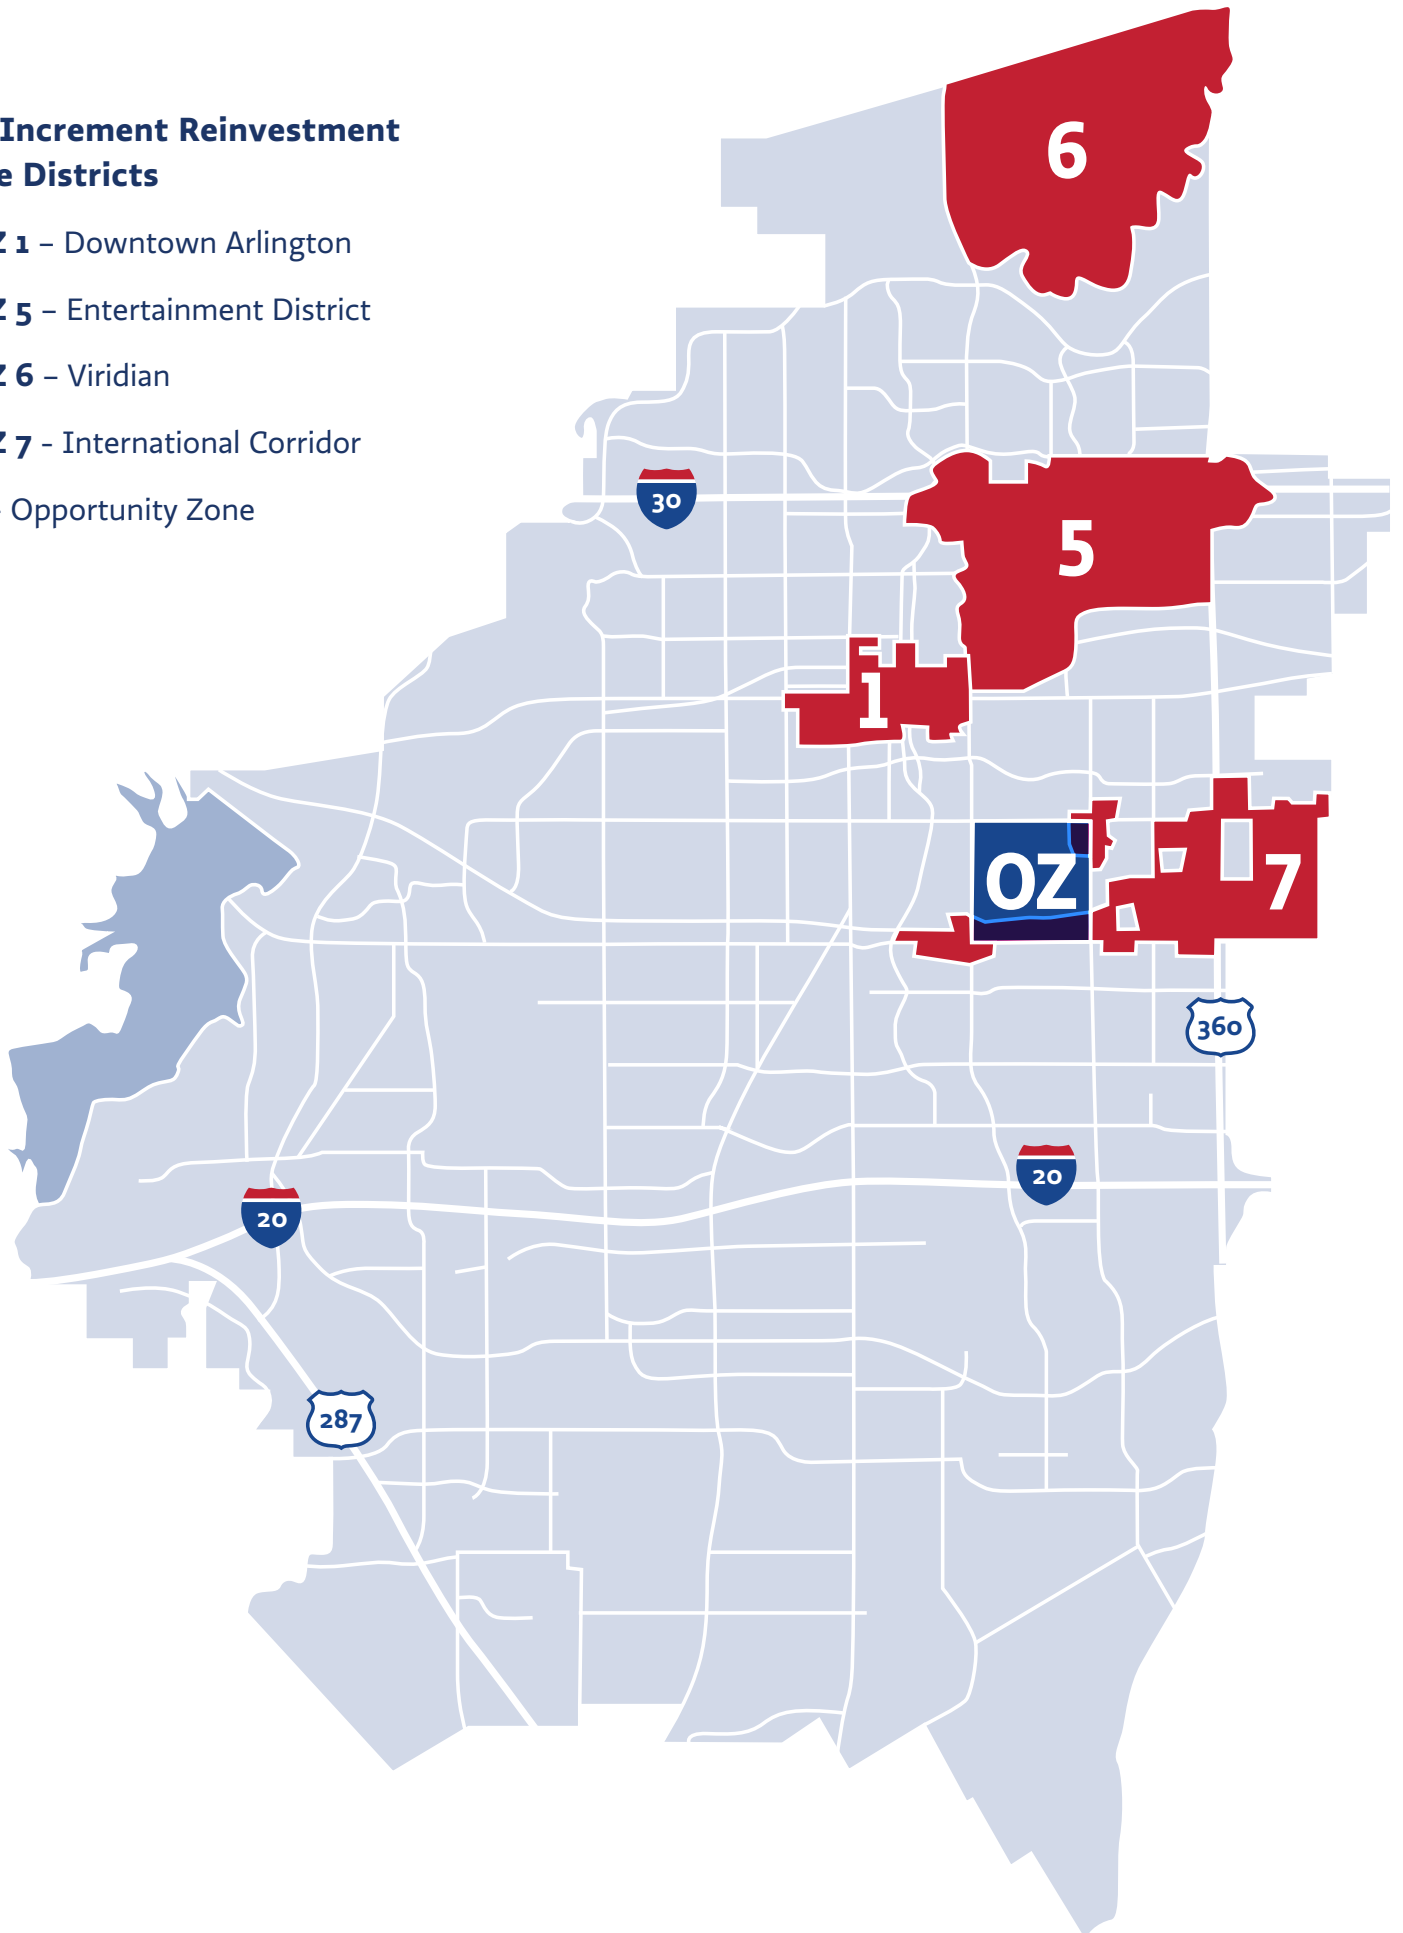 Increment Reinvestment
e Districts
Z 1 – Downtown Arlington
Z 5 – Entertainment District
Z 6 – Viridian
Z 7 - International Corridor
- Opportunity Zone
6
30
5
1
OZ
7
360
20
20
287